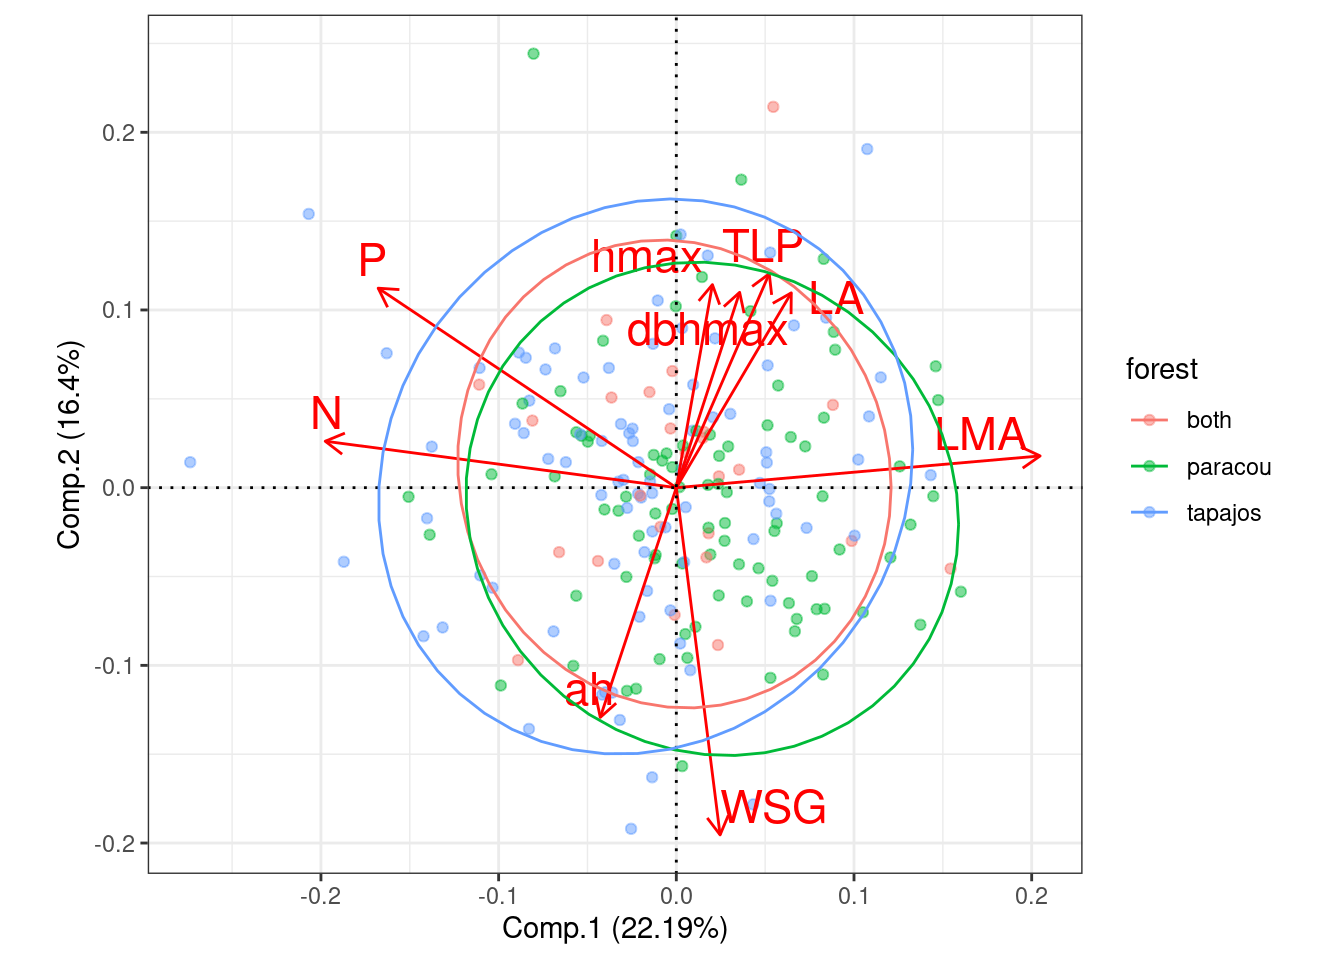 Comp.2 (16.4%)
0.2
0.1
0.0
-0.1
-0.2
P
N
hmax
TLP
LA
dbhmax
LMA
ah
WSG
-0.2
-0.1
0.0
0.1
0.2
Comp.1 (22.19%)
forest
both
paracou
tapajos